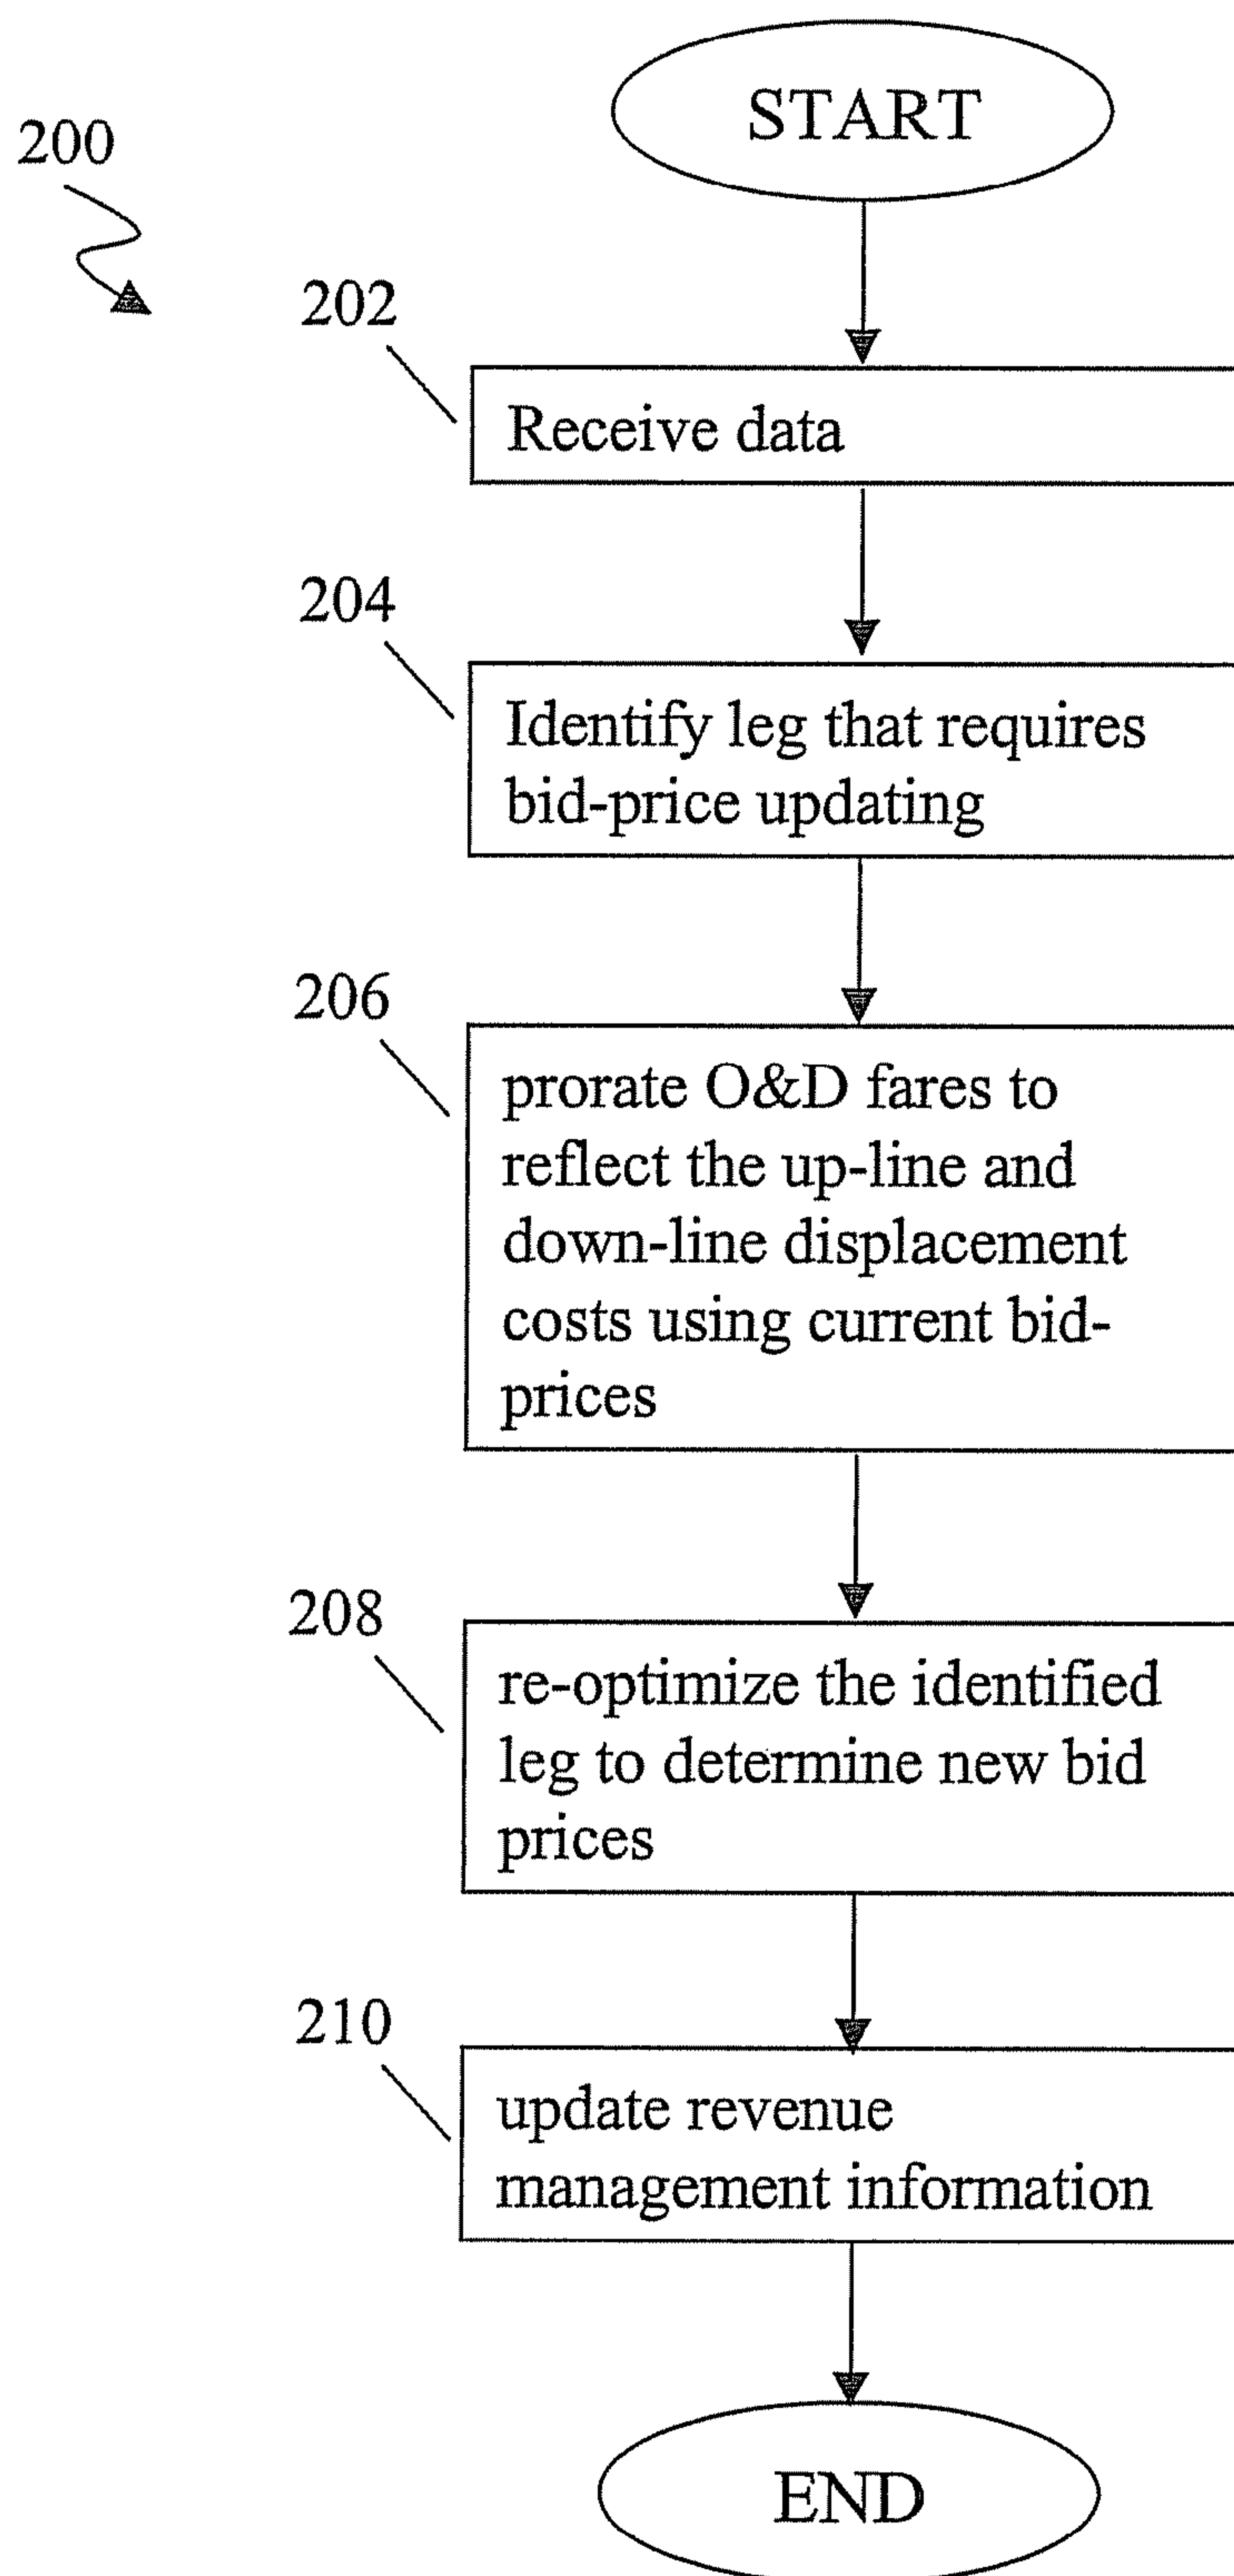 START
200
202
Receive data
204
Identify leg that requires
bid-price updating
206
prorate O&D fares to
reflect the up-line and
down-line displacement
costs using current bid-
prices
208
re-optimize the identified
leg to determine new bid
prices
210
update revenue
management information
END